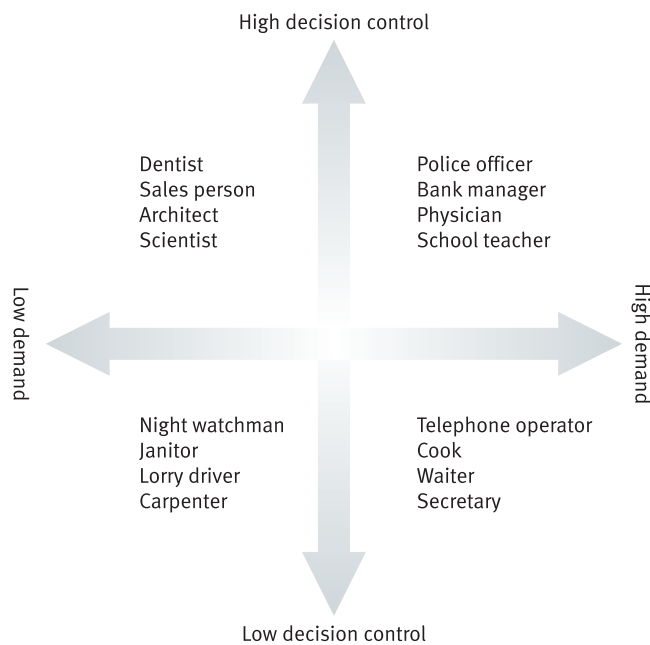 High decision control
Dentist
Sales person
Architect
Scientist
Police officer
Bank manager
Physician
School teacher
Low demand
High demand
Night watchman
Janitor
Lorry driver
Carpenter
Telephone operator
Cook
Waiter
Secretary
Low decision control